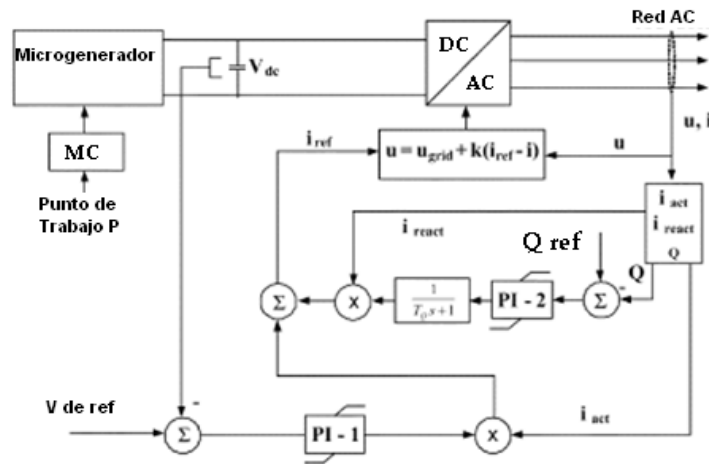 Red AC
Microgenerador
DC
AC
V dc
u, i
MC
i ref
u = u grid + k(i ref - i)
u
Punto de
Trabajo P
i act
i react
Q
i react
Q ref
Q
Σ
X
1
T Q s+1
PI - 2
Σ
-
V de ref
-
Σ
PI - 1
X
i act